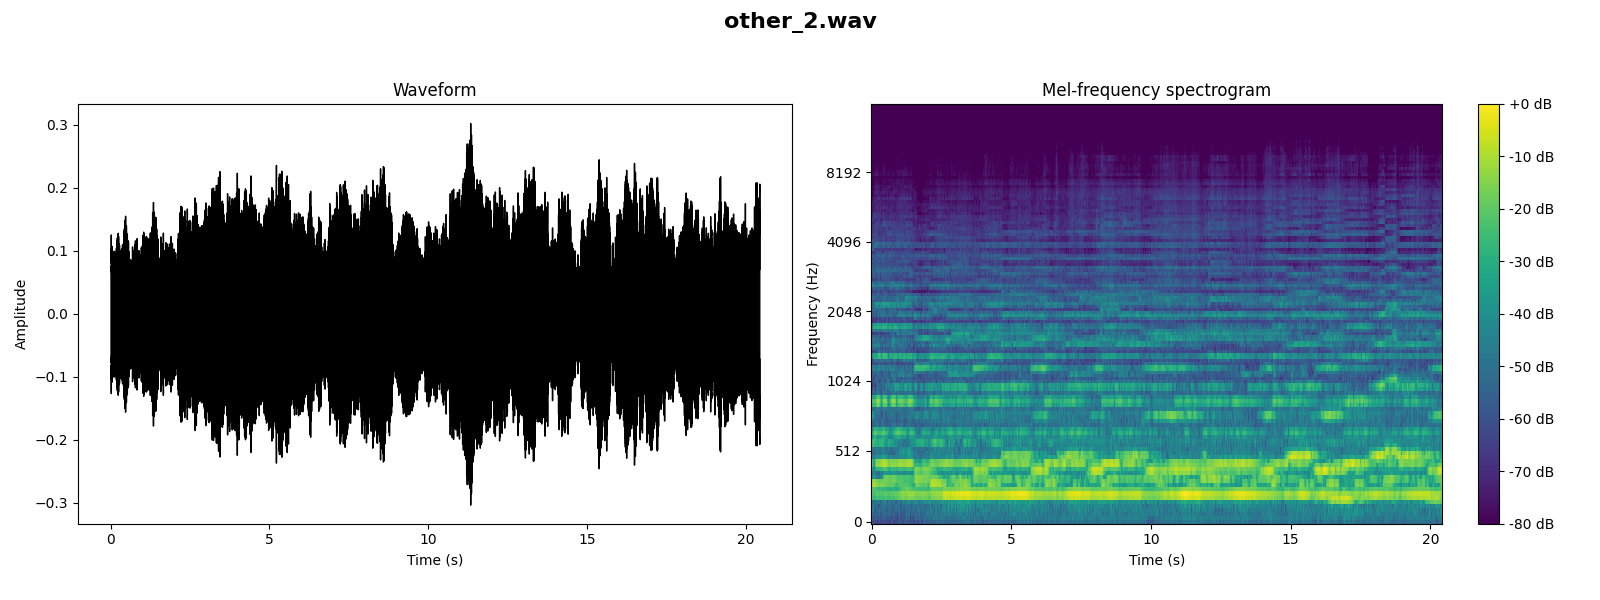 other_2.wav
Waveform
Amplitude
0.3
0.2
0.1
0.0
−0.1
−0.2
−0.3
0 5 10 15 20
Time (s)
Mel-frequency spectrogram
Frequency (Hz)
8192
4096
2048
1024
512
0
0 5 10 15 20
Time (s)
+0 dB
-10 dB
-20 dB
-30 dB
-40 dB
-50 dB
-60 dB
-70 dB
-80 dB